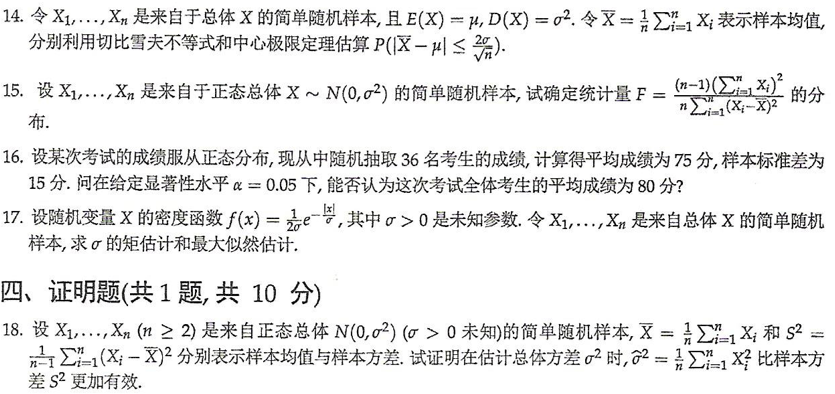 14. 令 X₁,…,Xₙ 是来自于总体 X 的简单随机样本, 且 E(X) = μ, D(X) = σ². 令 X̅ = 1/n ∑ᵢ₌₁ⁿ Xᵢ 表示样本均值,
分别利用切比雪夫不等式和中心极限定理估算 P(|X̅ − μ| ≤ 2σ/√n).
15. 设 X₁,…,Xₙ 是来自于正态总体 X ∼ N(0,σ²) 的简单随机样本, 试确定统计量 F = (n−1)(∑ᵢ₌₁ⁿ Xᵢ)² / n∑ᵢ₌₁ⁿ(Xᵢ−X̅)² 的分
布.
16. 设某次考试的成绩服从正态分布, 现从中随机抽取 36 名考生的成绩, 计算得平均成绩为 75 分, 样本标准差为
15 分. 问在给定显著性水平 α = 0.05 下, 能否认为这次考试全体考生的平均成绩为 80 分?
17. 设随机变量 X 的密度函数 f(x) = 1/2σ e^(−|x|/σ), 其中 σ > 0 是未知参数. 令 X₁,…,Xₙ 是来自总体 X 的简单随机
样本, 求 σ 的矩估计和最大似然估计.
四、证明题(共 1 题, 共 10 分)
18. 设 X₁,…,Xₙ (n ≥ 2) 是来自正态总体 N(0,σ²) (σ > 0 未知)的简单随机样本, X̅ = 1/n ∑ᵢ₌₁ⁿ Xᵢ 和 S² =
1/(n−1) ∑ᵢ₌₁ⁿ(Xᵢ − X̅)² 分别表示样本均值与样本方差. 试证明在估计总体方差 σ² 时, σ̂² = 1/n ∑ᵢ₌₁ⁿ Xᵢ² 比样本方
差 S² 更加有效.